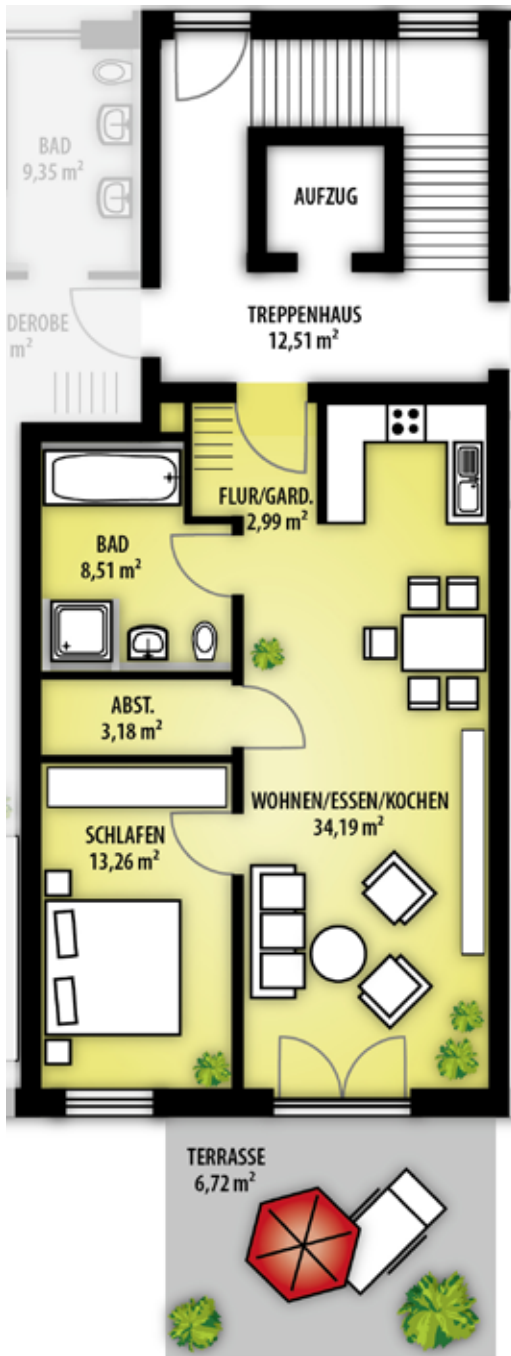 BAD
9,35 m²
AUFZUG
DEROBE
m²
TREPPENHAUS
12,51 m²
FLUR/GARD.
2,99 m²
BAD
8,51 m²
ABST.
3,18 m²
WOHNEN/ESSEN/KOCHEN
34,19 m²
SCHLAFEN
13,26 m²
TERRASSE
6,72 m²